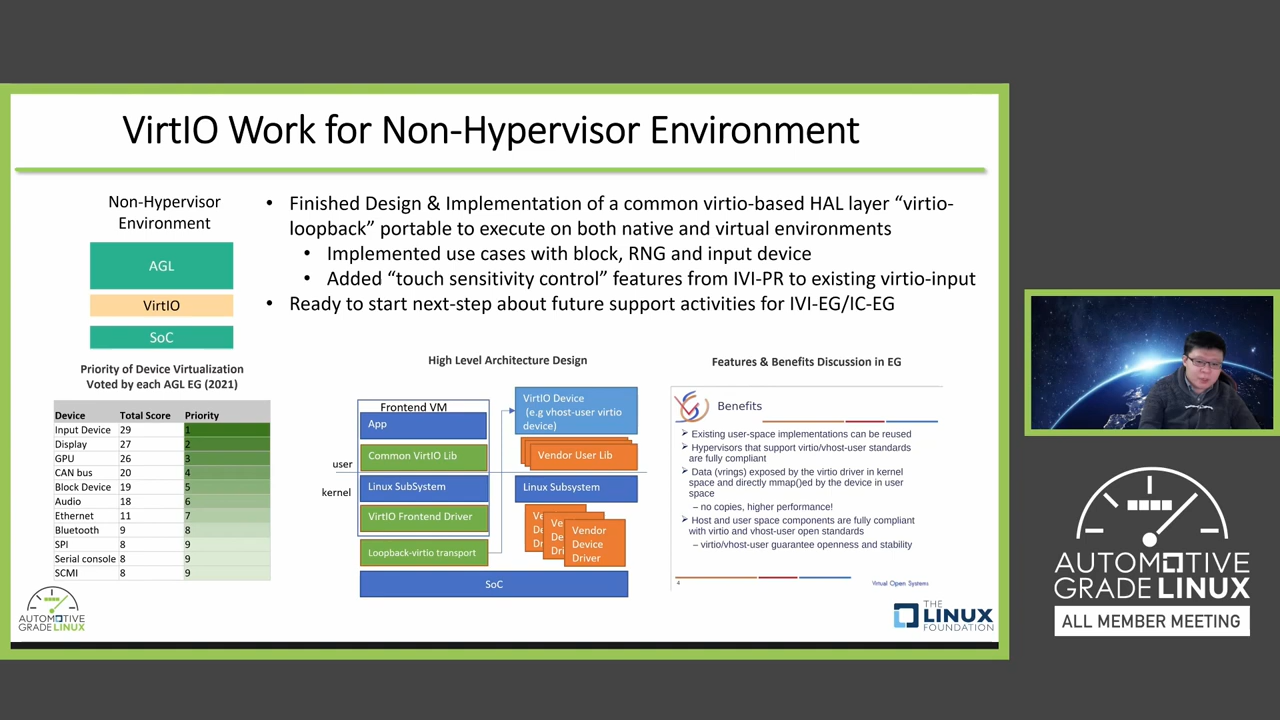 VirtIO Work for Non-Hypervisor Environment
Non-Hypervisor
Environment
AGL
VirtIO
SoC
• Finished Design & Implementation of a common virtio-based HAL layer “virtio-
loopback” portable to execute on both native and virtual environments
• Implemented use cases with block, RNG and input device
• Added “touch sensitivity control” features from IVI-PR to existing virtio-input
• Ready to start next-step about future support activities for IVI-EG/IC-EG
Priority of Device Virtualization
Voted by each AGL EG (2021)
Device Total Score Priority
Input Device 29 1
Display 27 2
GPU 26 3
CAN bus 20 4
Block Device 19 5
Audio 18 6
Ethernet 11 7
Bluetooth 9 8
SPI 8 9
Serial console 8 9
SCMI 8 9
High Level Architecture Design
Frontend VM
App
Common VirtIO Lib
user
kernel
Linux SubSystem
VirtIO Frontend Driver
Loopback-virtio transport
VirtIO Device
(e.g vhost-user virtio
device)
Vendor User Lib
Linux Subsystem
Ve
De
Dri
Ve
De
Dri
Vendor
Device
Driver
SoC
Features & Benefits Discussion in EG
Benefits
Existing user-space implementations can be reused
Hypervisors that support virtio/vhost-user standards
are fully compliant
Data (vrings) exposed by the virtio driver in kernel
space and directly mmap()ed by the device in user
space
– no copies, higher performance!
Host and user space components are fully compliant
with virtio and vhost-user open standards
– virtio/vhost-user guarantee openness and stability
4
Virtual Open Systems
AUTOMOTIVE
GRADELINUX
THE
LINUX
FOUNDATION
AUTOMOTIVE
GRADELINUX
ALL MEMBER MEETING